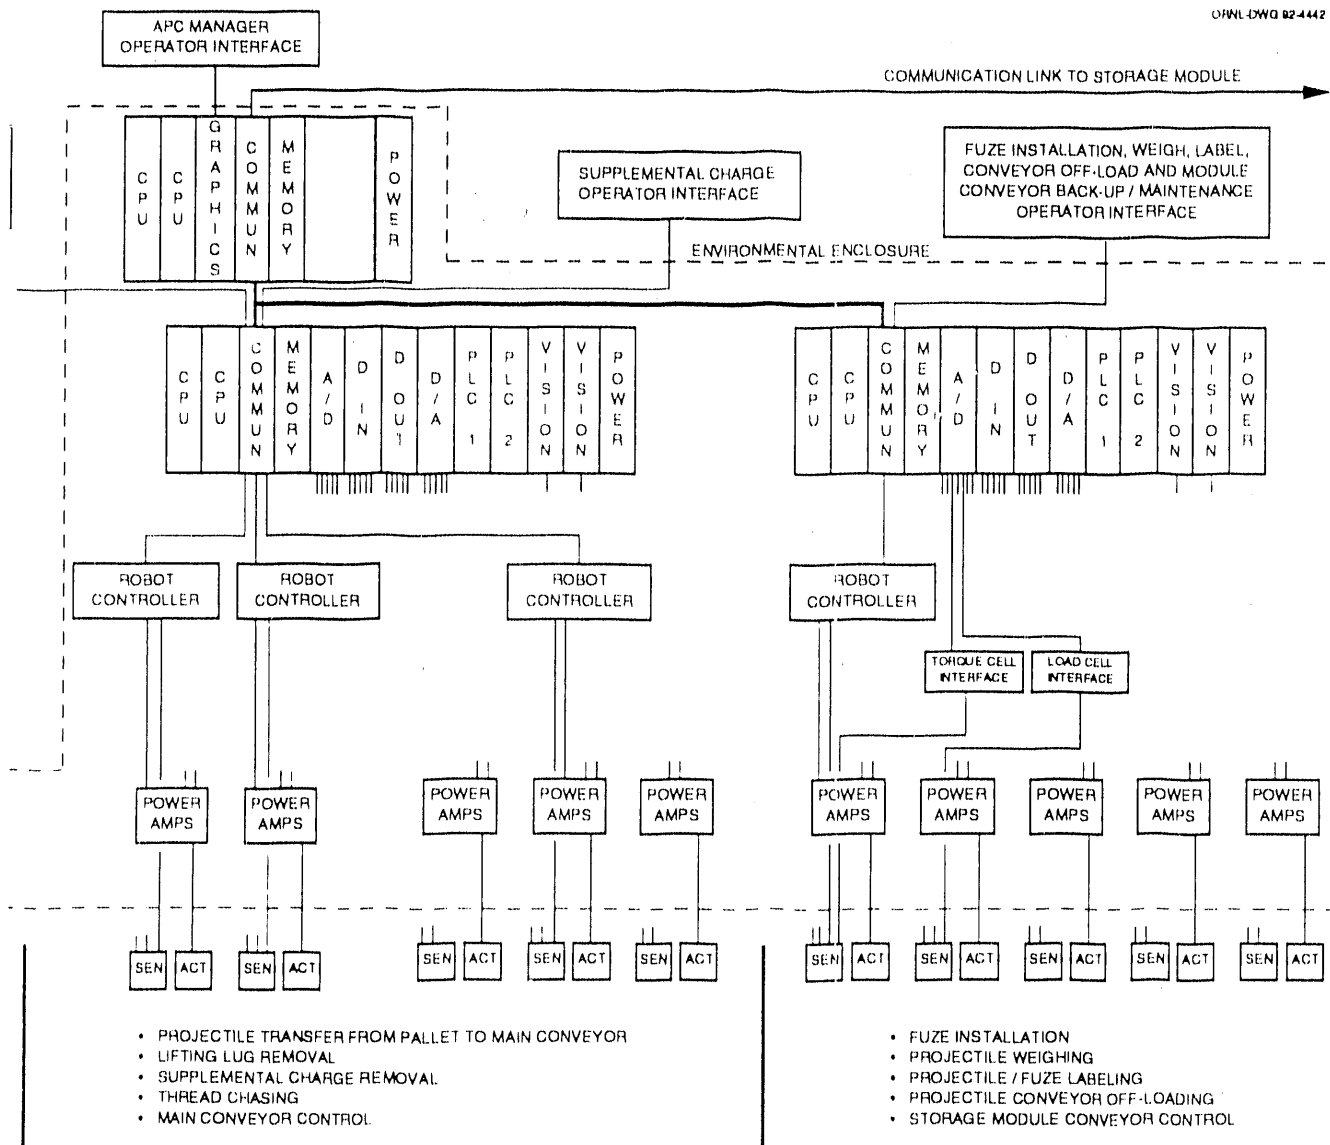 ORNL-DWG 92-4442
APC MANAGER
OPERATOR INTERFACE
COMMUNICATION LINK TO STORAGE MODULE
CPU
CPU
GRAPHICS
COMMUN
MEMORY
POWER
SUPPLEMENTAL CHARGE
OPERATOR INTERFACE
FUZE INSTALLATION, WEIGH, LABEL,
CONVEYOR OFF-LOAD AND MODULE
CONVEYOR BACK-UP / MAINTENANCE
OPERATOR INTERFACE
ENVIRONMENTAL ENCLOSURE
CPU
CPU
COMMUN
MEMORY
A/D
D IN
D OUT
D/A
PLC 1
PLC 2
VISION
VISION
POWER
CPU
CPU
COMMUN
MEMORY
A/D
D IN
D OUT
D/A
PLC 1
PLC 2
VISION
VISION
POWER
ROBOT
CONTROLLER
ROBOT
CONTROLLER
ROBOT
CONTROLLER
ROBOT
CONTROLLER
TORQUE CELL
INTERFACE
LOAD CELL
INTERFACE
POWER
AMPS
POWER
AMPS
POWER
AMPS
POWER
AMPS
POWER
AMPS
POWER
AMPS
POWER
AMPS
POWER
AMPS
POWER
AMPS
POWER
AMPS
SEN
ACT
SEN
ACT
SEN
ACT
SEN
ACT
SEN
ACT
SEN
ACT
SEN
ACT
SEN
ACT
SEN
ACT
SEN
ACT
• PROJECTILE TRANSFER FROM PALLET TO MAIN CONVEYOR
• LIFTING LUG REMOVAL
• SUPPLEMENTAL CHARGE REMOVAL
• THREAD CHASING
• MAIN CONVEYOR CONTROL
• FUZE INSTALLATION
• PROJECTILE WEIGHING
• PROJECTILE / FUZE LABELING
• PROJECTILE CONVEYOR OFF-LOADING
• STORAGE MODULE CONVEYOR CONTROL